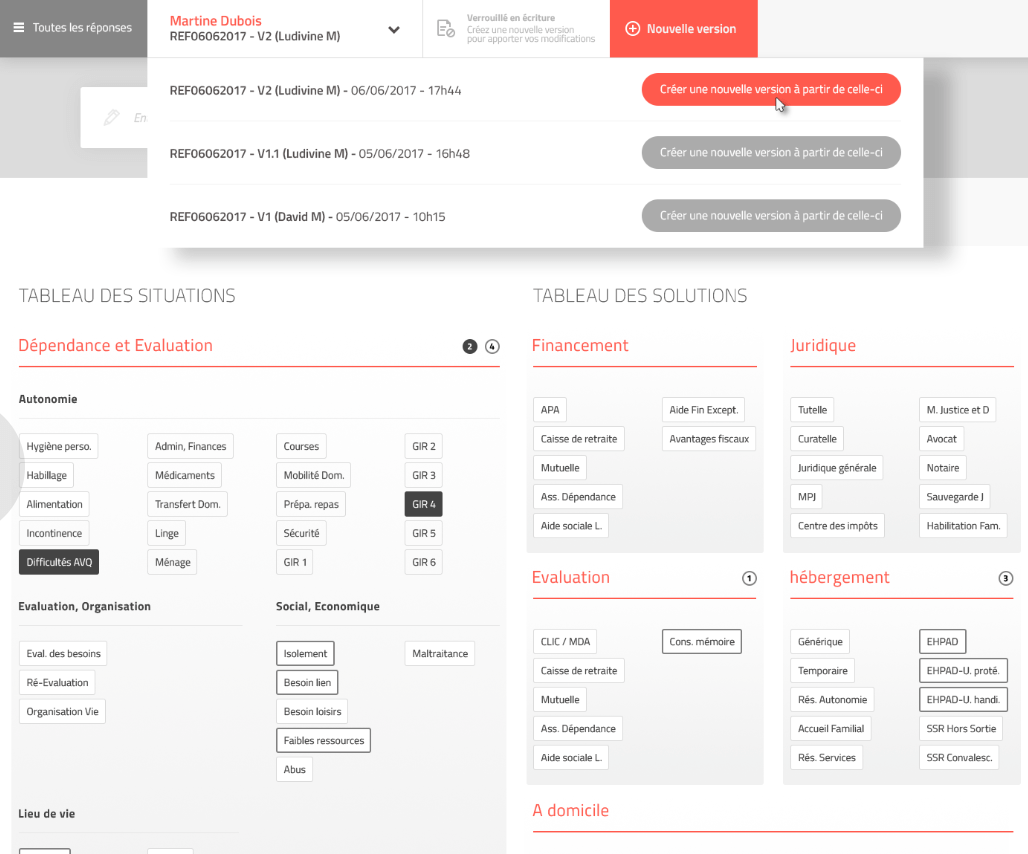 Toutes les réponses
Martine Dubois
REF06062017 - V2 (Ludivine M)
Verrouillé en écriture
Créez une nouvelle version
pour apporter vos modifications
Nouvelle version
REF06062017 - V2 (Ludivine M) - 06/06/2017 - 17h44
Créer une nouvelle version à partir de celle-ci
REF06062017 - V1.1 (Ludivine M) - 05/06/2017 - 16h48
Créer une nouvelle version à partir de celle-ci
REF06062017 - V1 (David M) - 05/06/2017 - 10h15
Créer une nouvelle version à partir de celle-ci
En
TABLEAU DES SITUATIONS
Dépendance et Evaluation
2 4
Autonomie
Hygiène perso. Admin, Finances Courses GIR 2
Habillage Médicaments Mobilité Dom. GIR 3
Alimentation Transfert Dom. Prépa. repas GIR 4
Incontinence Linge Sécurité GIR 5
Difficultés AVQ Ménage GIR 1 GIR 6
Evaluation, Organisation
Eval. des besoins
Ré-Evaluation
Organisation Vie
Social, Economique
Isolement Maltraitance
Besoin lien
Besoin loisirs
Faibles ressources
Abus
Lieu de vie
TABLEAU DES SOLUTIONS
Financement
APA Aide Fin Except.
Caisse de retraite Avantages fiscaux
Mutuelle
Ass. Dépendance
Aide sociale L.
Juridique
Tutelle M. Justice et D
Curatelle Avocat
Juridique générale Notaire
MPJ Sauvegarde J
Centre des impôts Habilitation Fam.
Evaluation 1
CLIC / MDA Cons. mémoire
Caisse de retraite
Mutuelle
Ass. Dépendance
Aide sociale L.
hébergement 3
Générique EHPAD
Temporaire EHPAD-U. proté.
Rés. Autonomie EHPAD-U. handi.
Accueil Familial SSR Hors Sortie
Rés. Services SSR Convalesc.
A domicile